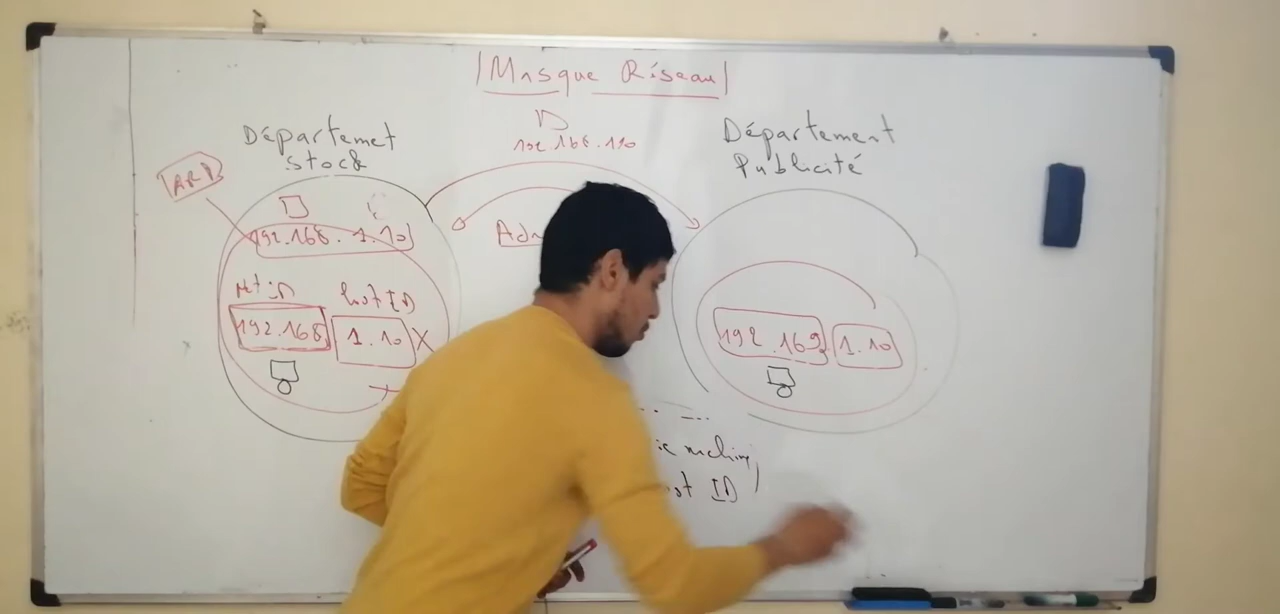 Masque Réseau
Départemet
Stock
192.168.1.10
Département
Publicité
ARP
192.168.1.10
Net ID
host ID
192.168
1.10 X
192.169
1.10
ID